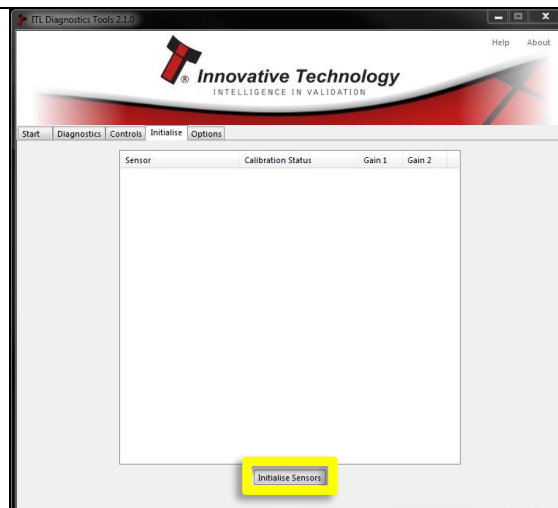 ITL Diagnostics Tools 2.1.0
Help About
® Innovative Technology
INTELLIGENCE IN VALIDATION
Start Diagnostics Controls Initialise Options
Sensor Calibration Status Gain 1 Gain 2
Initialise Sensors